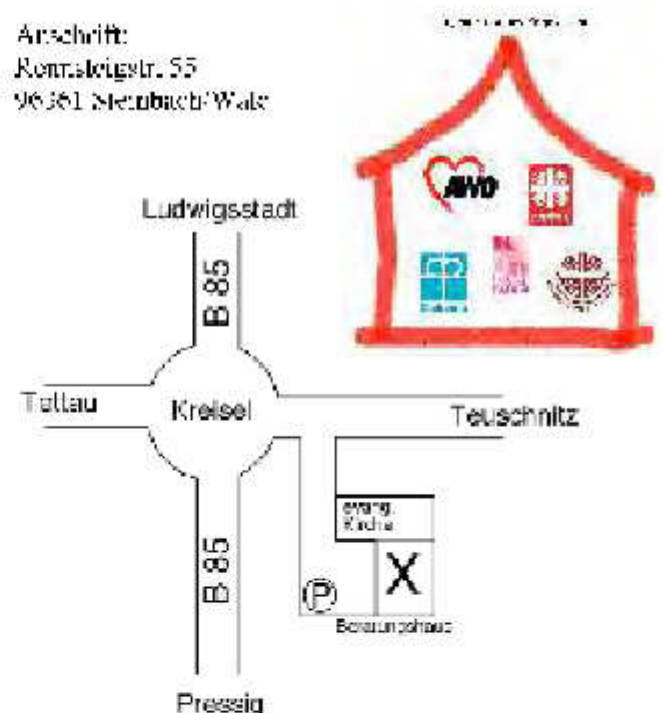 Anschrift:
Rennsteigstr. 55
96361 Steinbach/Wald
AWO
Ludwigsstadt
B 85
Tettau
Kreisel
Teuschnitz
evang.
Kirche
B 85
P
X
Beratungshaus
Pressig